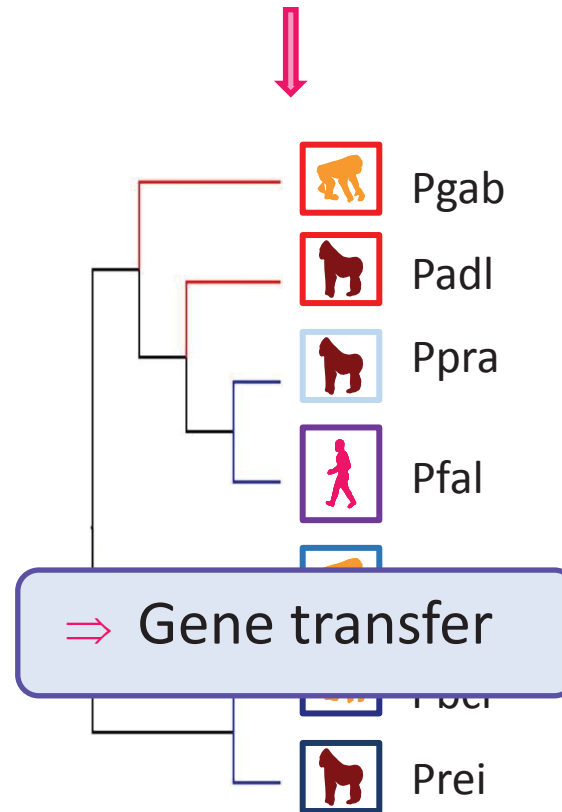 Pgab
Padl
Ppra
Pfal
⇒ Gene transfer
Prei